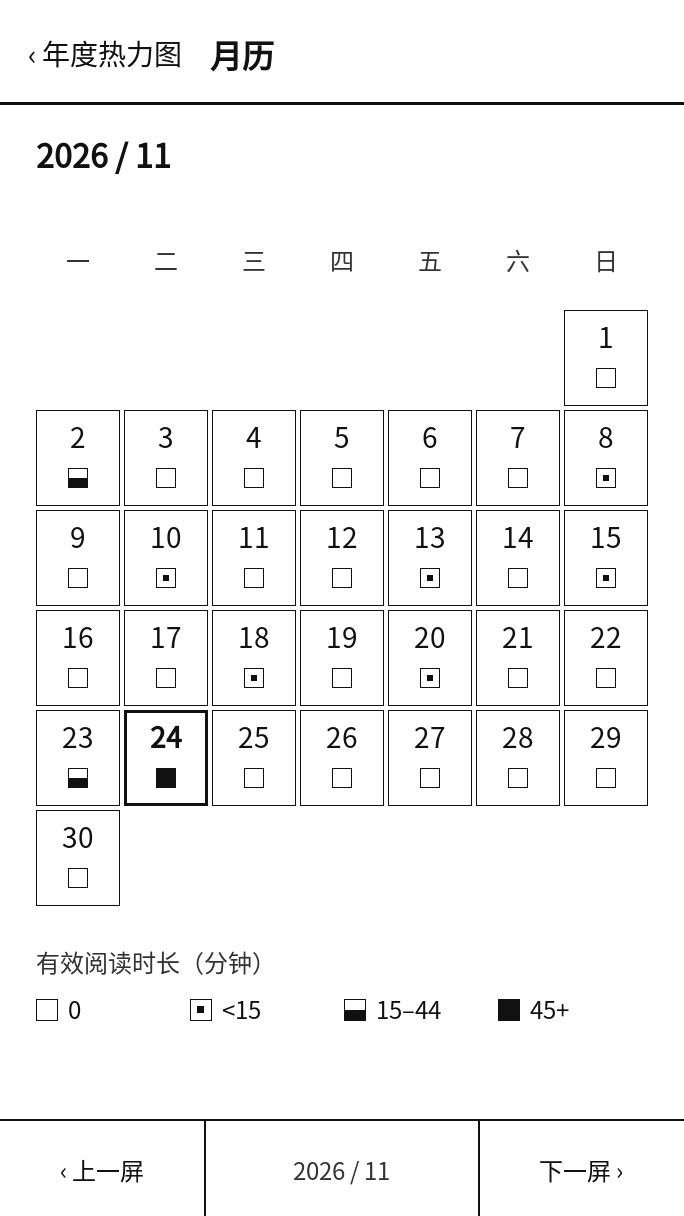 ‹ 年度热力图 月历
2026 / 11
一 二 三 四 五 六 日
1
2 3 4 5 6 7 8
9 10 11 12 13 14 15
16 17 18 19 20 21 22
23 24 25 26 27 28 29
30
有效阅读时长（分钟）
0 <15 15–44 45+
‹ 上一屏 2026 / 11 下一屏 ›